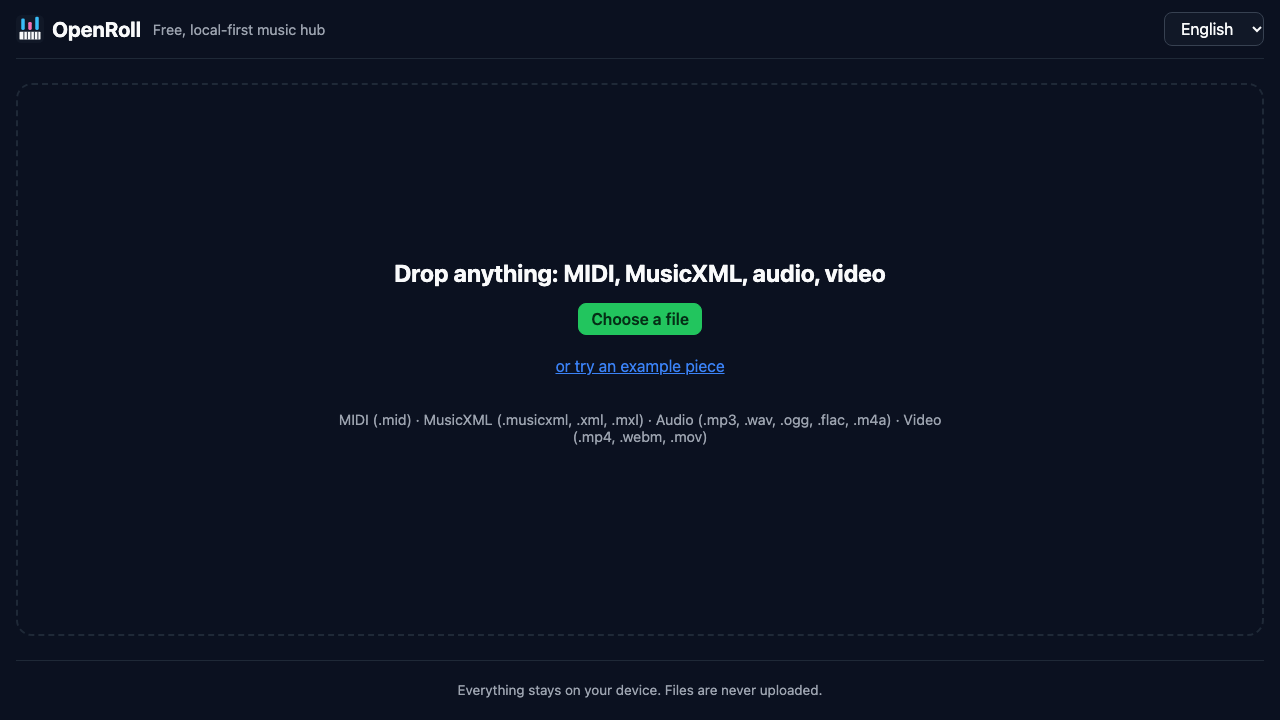 OpenRoll
Free, local-first music hub
English
Drop anything: MIDI, MusicXML, audio, video
Choose a file
or try an example piece
MIDI (.mid) · MusicXML (.musicxml, .xml, .mxl) · Audio (.mp3, .wav, .ogg, .flac, .m4a) · Video
(.mp4, .webm, .mov)
Everything stays on your device. Files are never uploaded.